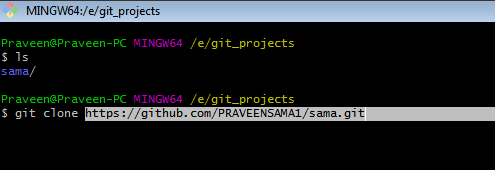 MINGW64:/e/git_projects
Praveen@Praveen-PC MINGW64 /e/git_projects
$ ls
sama/
Praveen@Praveen-PC MINGW64 /e/git_projects
$ git clone https://github.com/PRAVEENSAMA1/sama.git